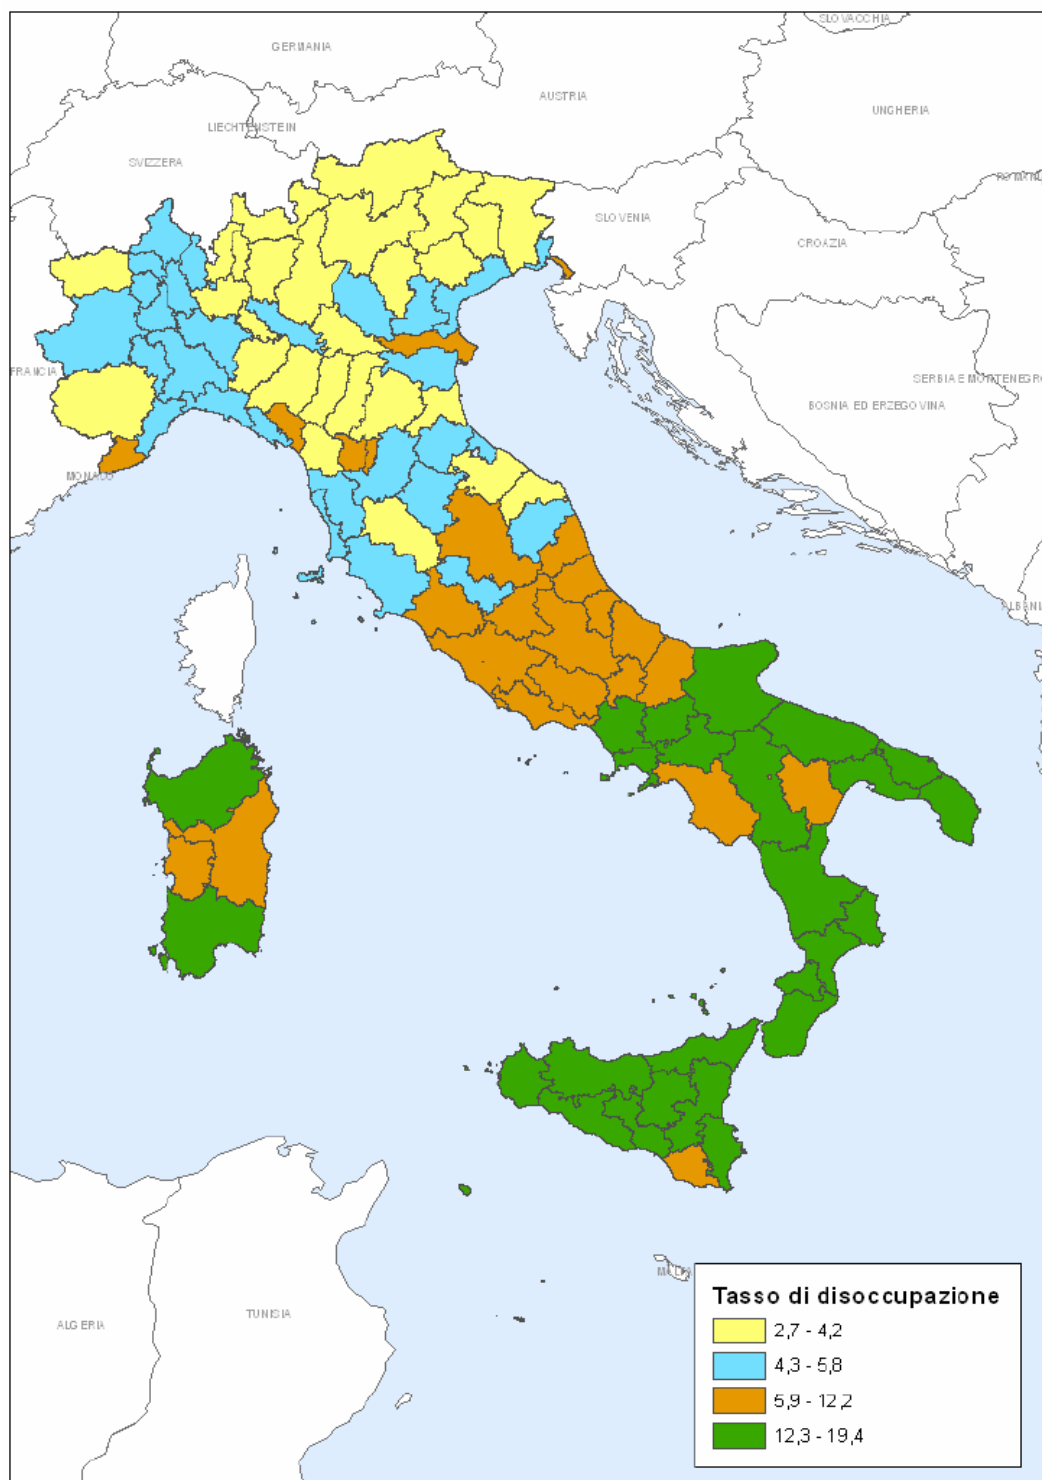 SLOVACCHIA
GERMANIA
AUSTRIA
UNGHERIA
LIECHTENSTEIN
SVIZZERA
SLOVENIA
CROAZIA
FRANCIA
SERBIA E MONTENEGRO
BOSNIA ED ERZEGOVINA
MONACO
ALBANIA
TUNISIA
ALGERIA
Tasso di disoccupazione
2,7 - 4,2
4,3 - 5,8
5,9 - 12,2
12,3 - 19,4